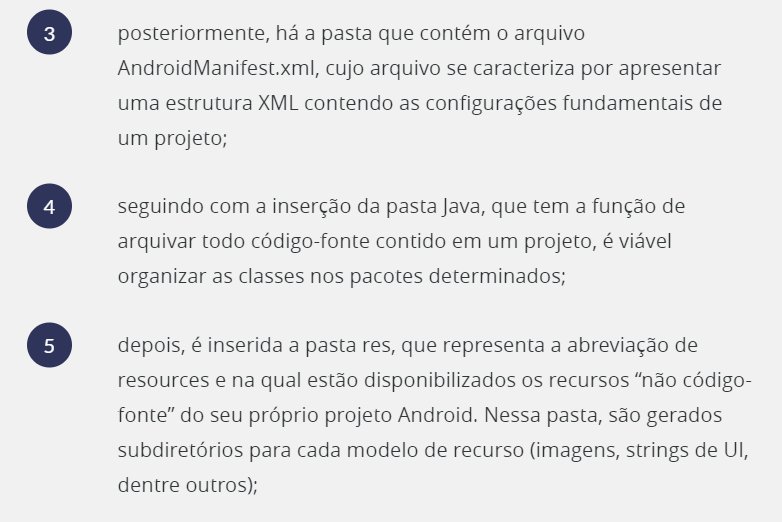 3
posteriormente, há a pasta que contém o arquivo
AndroidManifest.xml, cujo arquivo se caracteriza por apresentar
uma estrutura XML contendo as configurações fundamentais de
um projeto;
4
seguindo com a inserção da pasta Java, que tem a função de
arquivar todo código-fonte contido em um projeto, é viável
organizar as classes nos pacotes determinados;
5
depois, é inserida a pasta res, que representa a abreviação de
resources e na qual estão disponibilizados os recursos “não código-
fonte” do seu próprio projeto Android. Nessa pasta, são gerados
subdiretórios para cada modelo de recurso (imagens, strings de UI,
dentre outros);